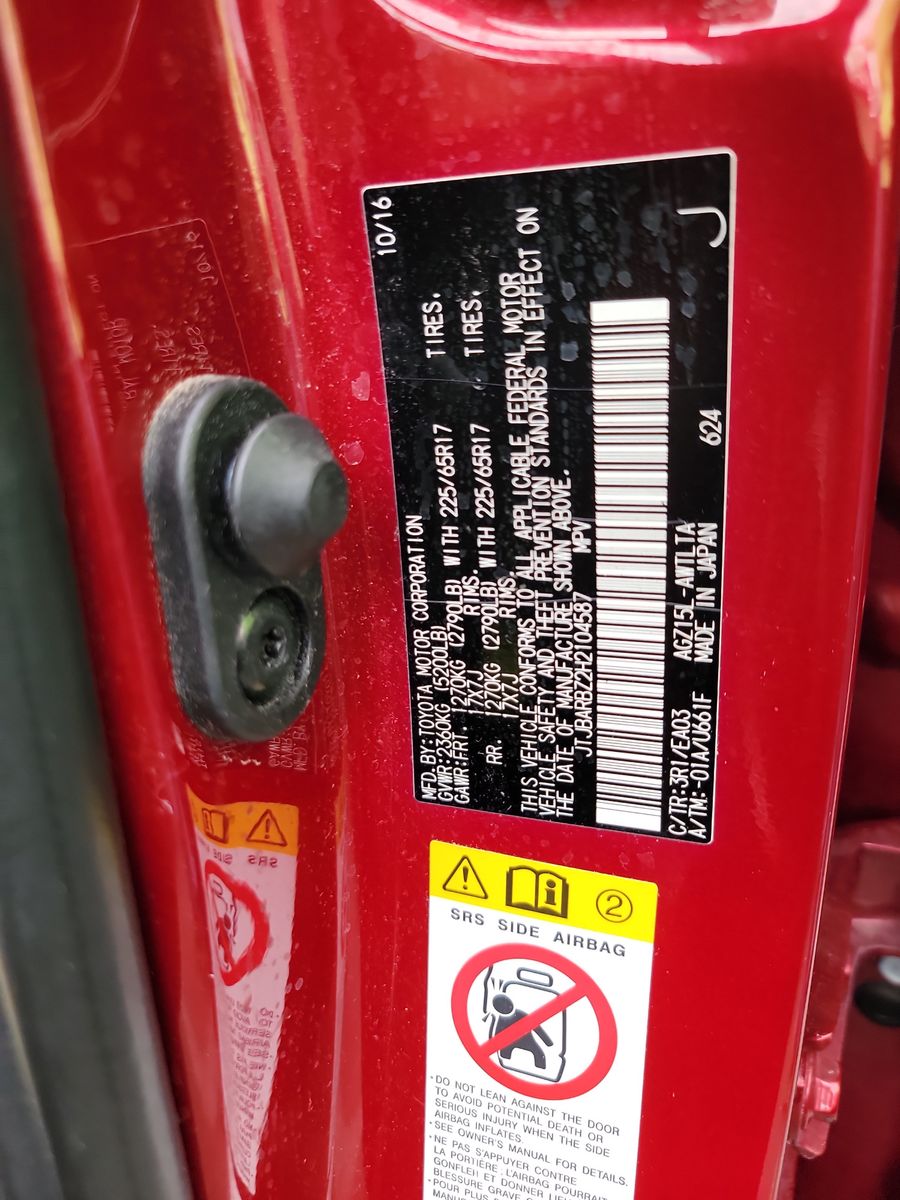 MFD.BY:TOYOTA MOTOR CORPORATION 10/16
GVWR:2360KG (5200LB)
GAWR:FRT. 1270KG (2790LB) WITH 225/65R17 TIRES.
17X7J RIMS.
RR. 1270KG (2790LB) WITH 225/65R17 TIRES.
17X7J RIMS.
THIS VEHICLE CONFORMS TO ALL APPLICABLE FEDERAL MOTOR
VEHICLE SAFETY AND THEFT PREVENTION STANDARDS IN EFFECT ON
THE DATE OF MANUFACTURE SHOWN ABOVE.
JTJBARBZ2H2104587 MPV
C/TR:3R1/EA03 AGZ15L-AWTLTA 624
A/TM:-01A/U661F MADE IN JAPAN J
2
SRS SIDE AIRBAG
•DO NOT LEAN AGAINST THE DOOR
TO AVOID POTENTIAL DEATH OR
SERIOUS INJURY WHEN THE SIDE
AIRBAG INFLATES.
•SEE OWNER'S MANUAL FOR DETAILS.
•NE PAS S'APPUYER CONTRE
LA PORTIÈRE. L'AIRBAG POURRAIT
GONFLER ET DONNER LIEU
BLESSURE GRAVE
•POUR PLUS